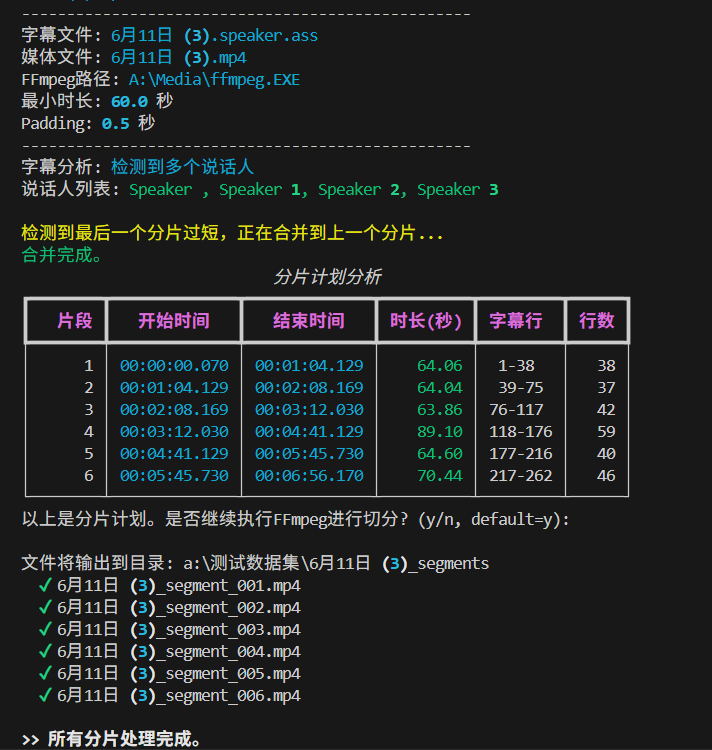 --------------------------------------------------
字幕文件: 6月11日 (3).speaker.ass
媒体文件: 6月11日 (3).mp4
FFmpeg路径: A:\Media\ffmpeg.EXE
最小时长: 60.0 秒
Padding: 0.5 秒
--------------------------------------------------
字幕分析: 检测到多个说话人
说话人列表: Speaker , Speaker 1, Speaker 2, Speaker 3
检测到最后一个分片过短，正在合并到上一个分片...
合并完成。
分片计划分析
片段 开始时间 结束时间 时长(秒) 字幕行 行数
1 00:00:00.070 00:01:04.129 64.06 1-38 38
2 00:01:04.129 00:02:08.169 64.04 39-75 37
3 00:02:08.169 00:03:12.030 63.86 76-117 42
4 00:03:12.030 00:04:41.129 89.10 118-176 59
5 00:04:41.129 00:05:45.730 64.60 177-216 40
6 00:05:45.730 00:06:56.170 70.44 217-262 46
以上是分片计划。是否继续执行FFmpeg进行切分? (y/n, default=y):
文件将输出到目录: a:\测试数据集\6月11日 (3)_segments
✓ 6月11日 (3)_segment_001.mp4
✓ 6月11日 (3)_segment_002.mp4
✓ 6月11日 (3)_segment_003.mp4
✓ 6月11日 (3)_segment_004.mp4
✓ 6月11日 (3)_segment_005.mp4
✓ 6月11日 (3)_segment_006.mp4
>> 所有分片处理完成。